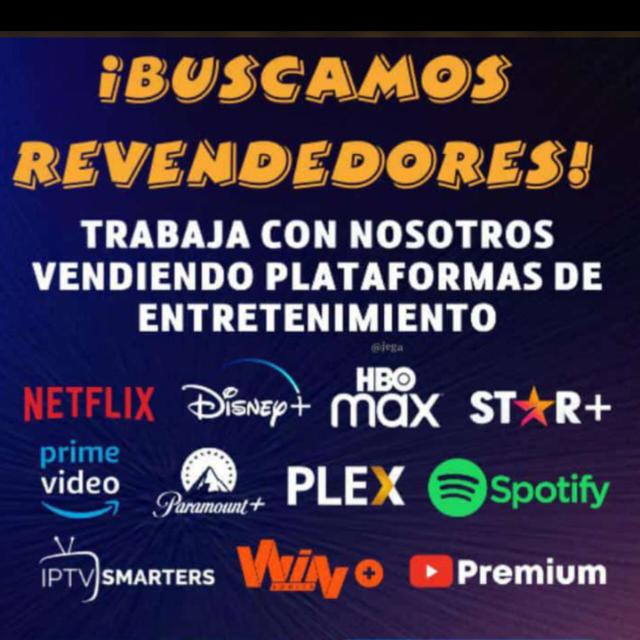 ¡BUSCAMOS
REVENDEDORES!
TRABAJA CON NOSOTROS
VENDIENDO PLATAFORMAS DE
ENTRETENIMIENTO
@jega
NETFLIX Disney+ HBO max STAR+
prime video Paramount+ PLEX Spotify
IPTV SMARTERS Win + Premium